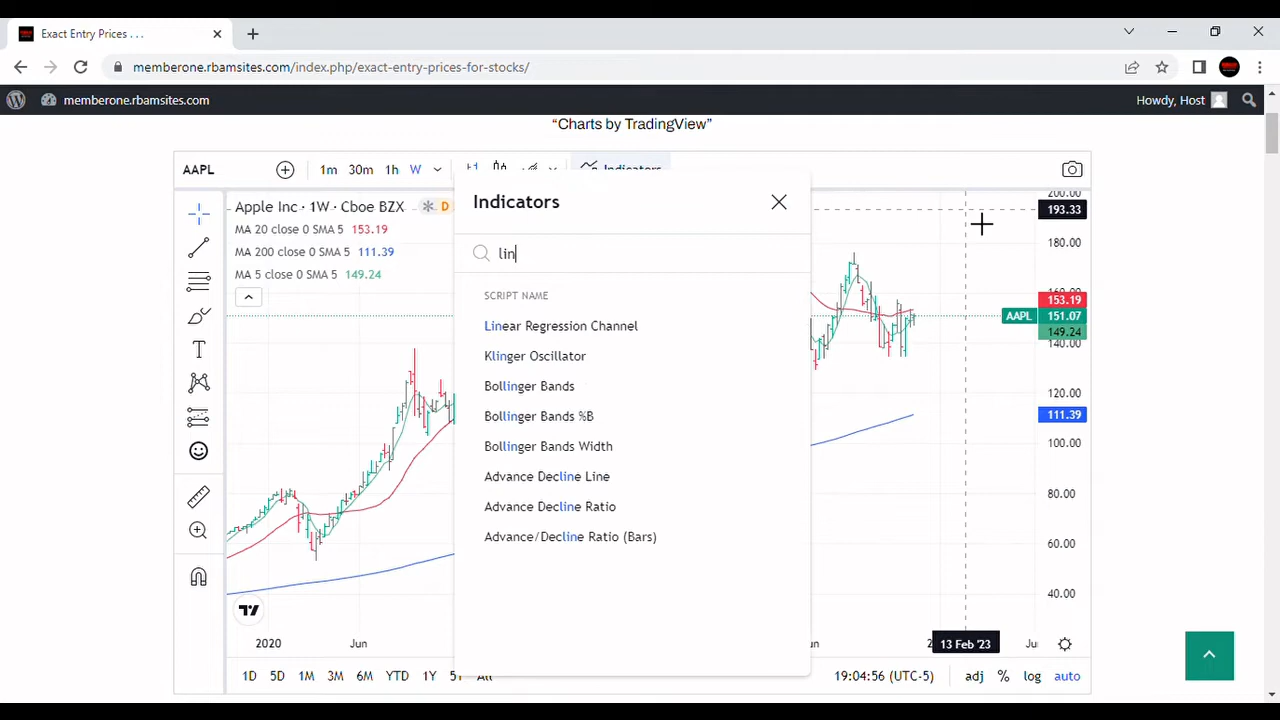 Exact Entry Prices . . .
memberone.rbamsites.com/index.php/exact-entry-prices-for-stocks/
memberone.rbamsites.com
Howdy, Host
“Charts by TradingView”
AAPL
1m 30m 1h W
Indicators
Apple Inc · 1W · Cboe BZX
D
MA 20 close 0 SMA 5 153.19
MA 200 close 0 SMA 5 111.39
MA 5 close 0 SMA 5 149.24
Indicators
lin
SCRIPT NAME
Linear Regression Channel
Klinger Oscillator
Bollinger Bands
Bollinger Bands %B
Bollinger Bands Width
Advance Decline Line
Advance Decline Ratio
Advance/Decline Ratio (Bars)
200.00
193.33
180.00
160.00
153.19
AAPL 151.07
149.24
140.00
120.00
111.39
100.00
80.00
60.00
40.00
2020 Jun
13 Feb '23
1D 5D 1M 3M 6M YTD 1Y 5Y All
19:04:56 (UTC-5) adj % log auto